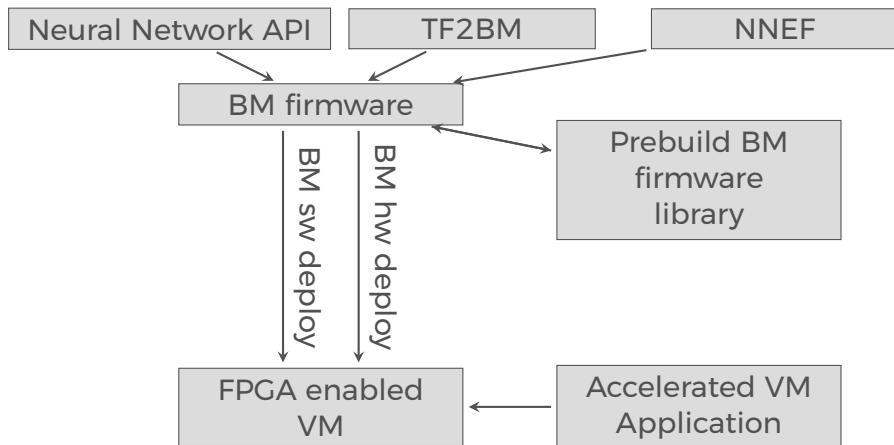 Neural Network API
TF2BM
NNEF
BM firmware
Prebuild BM
firmware
library
BM sw deploy
BM hw deploy
FPGA enabled
VM
Accelerated VM
Application